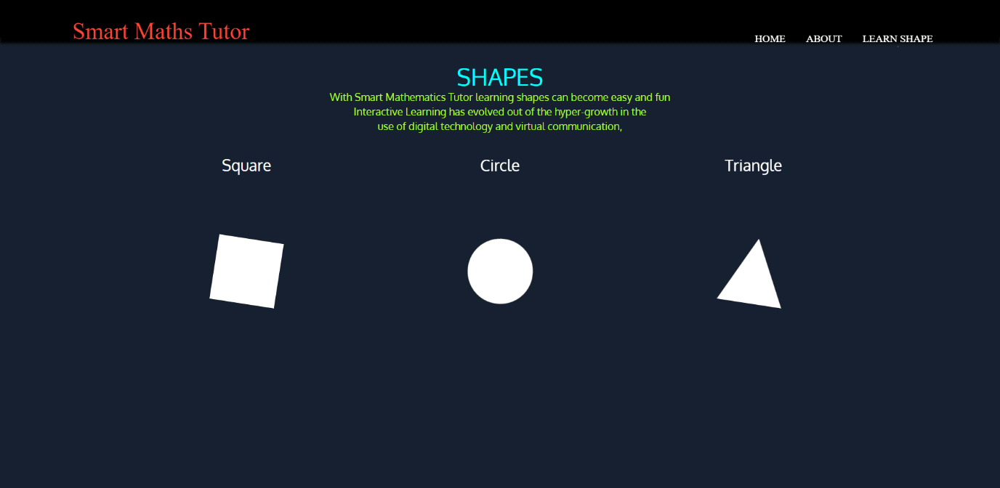 Smart Maths Tutor
HOME ABOUT LEARN SHAPE
SHAPES
With Smart Mathematics Tutor learning shapes can become easy and fun
Interactive Learning has evolved out of the hyper-growth in the
use of digital technology and virtual communication,
Square Circle Triangle